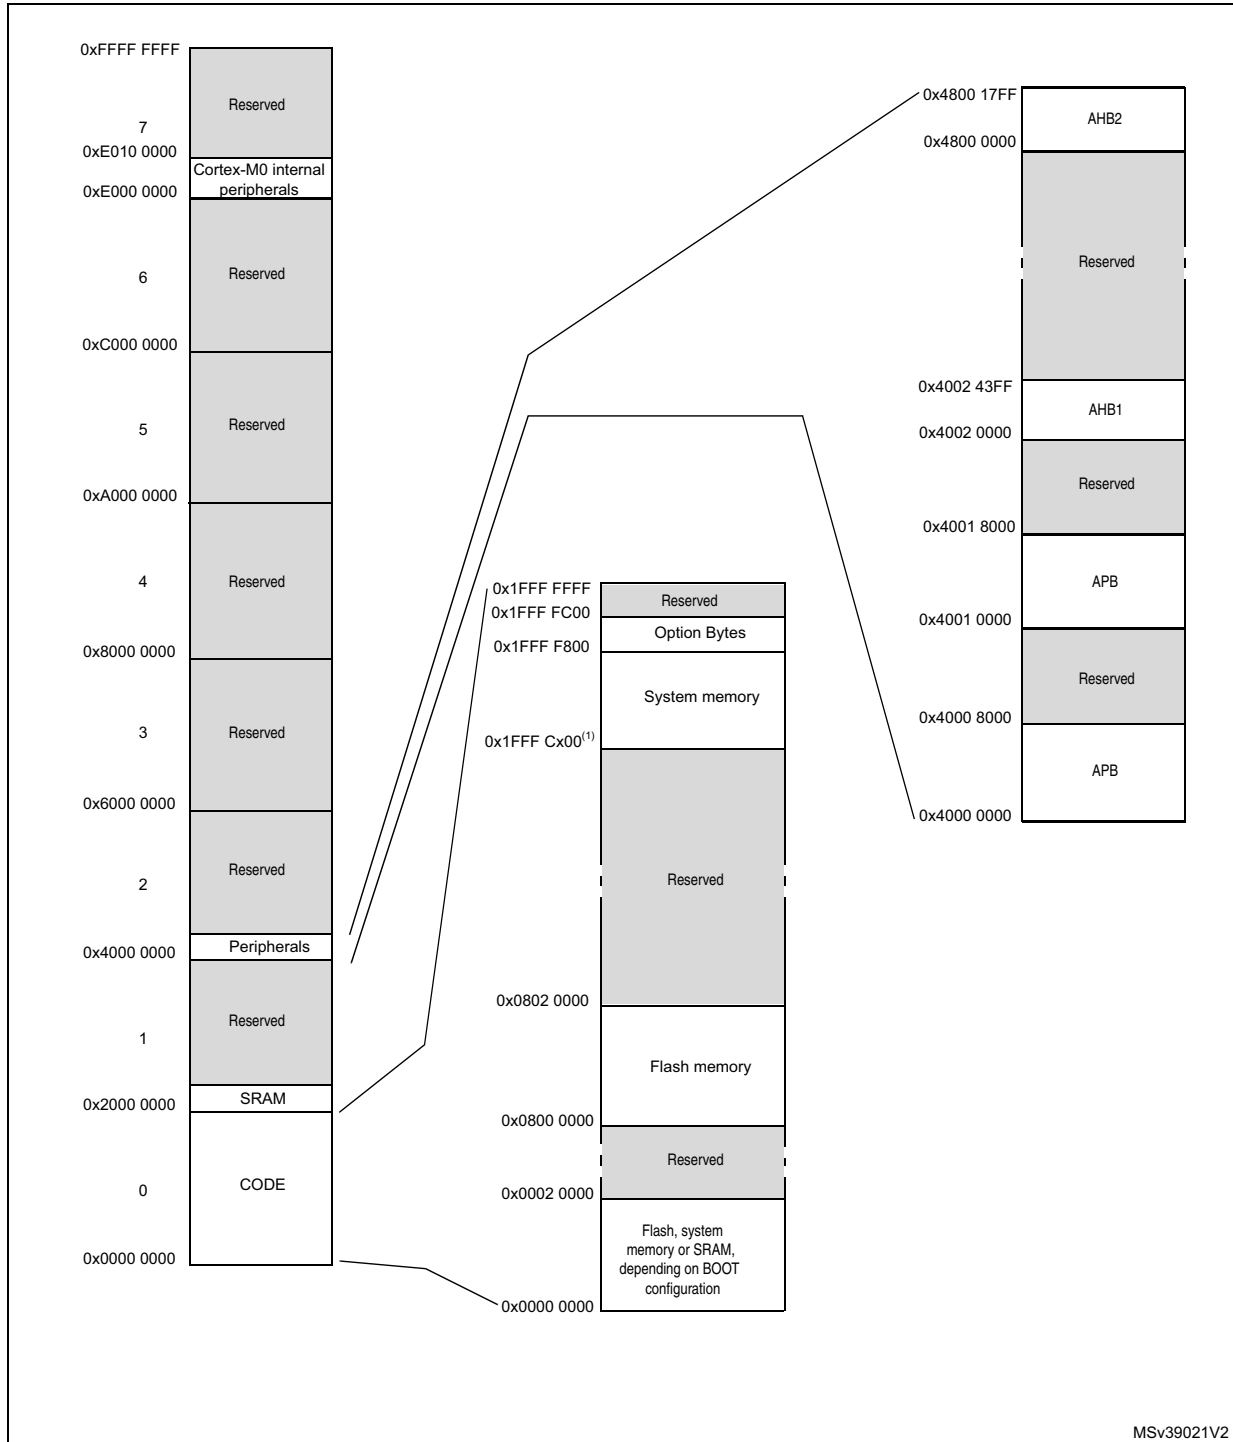 0xFFFF FFFF
Reserved
7
0xE010 0000
Cortex-M0 internal
peripherals
0xE000 0000
Reserved
6
0xC000 0000
Reserved
5
0xA000 0000
Reserved
4
0x8000 0000
Reserved
3
0x6000 0000
Reserved
2
Peripherals
0x4000 0000
Reserved
1
SRAM
0x2000 0000
CODE
0
0x0000 0000
0x1FFF FFFF
Reserved
0x1FFF FC00
Option Bytes
0x1FFF F800
System memory
0x1FFF Cx00(1)
Reserved
0x0802 0000
Flash memory
0x0800 0000
Reserved
0x0002 0000
Flash, system
memory or SRAM,
depending on BOOT
configuration
0x0000 0000
0x4800 17FF
AHB2
0x4800 0000
Reserved
0x4002 43FF
AHB1
0x4002 0000
Reserved
0x4001 8000
APB
0x4001 0000
Reserved
0x4000 8000
APB
0x4000 0000
MSv39021V2